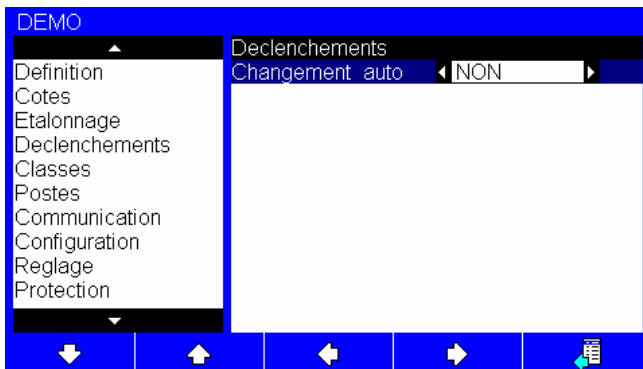 DEMO
Definition
Cotes
Etalonnage
Declenchements
Classes
Postes
Communication
Configuration
Reglage
Protection
Declenchements
Changement auto NON